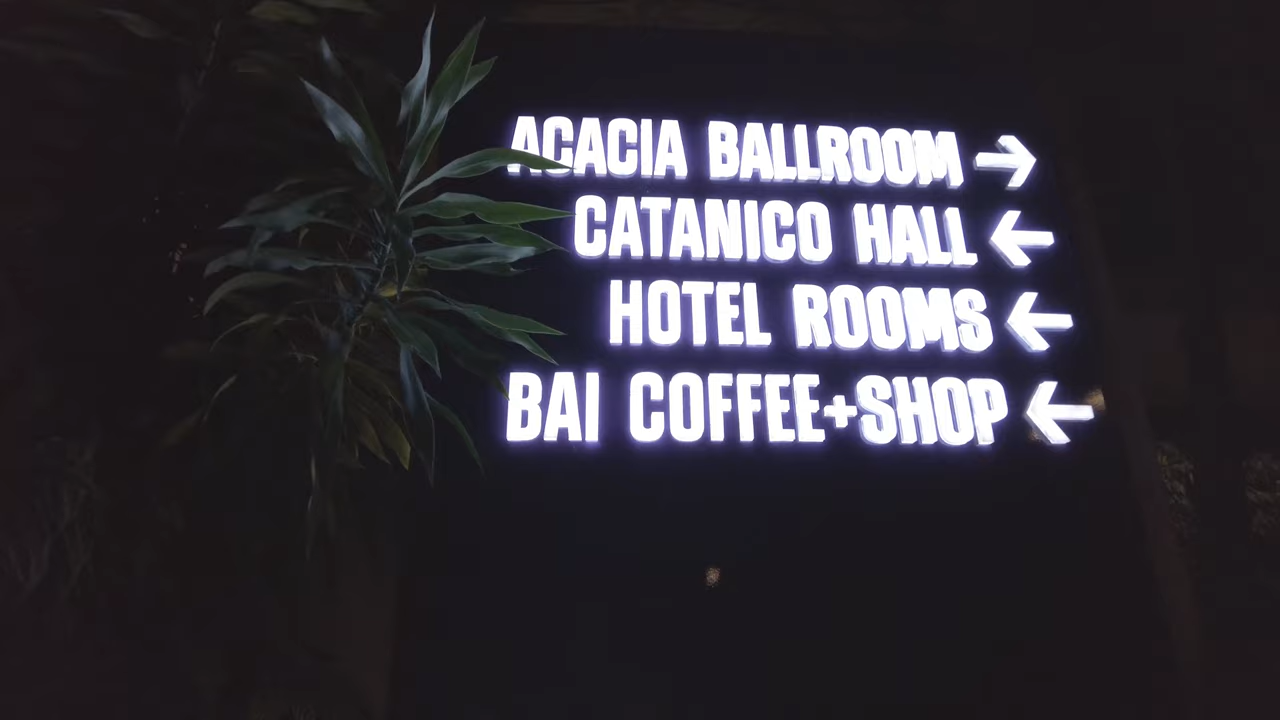 ACACIA BALLROOM →
CATANICO HALL ←
HOTEL ROOMS ←
BAI COFFEE+SHOP ←